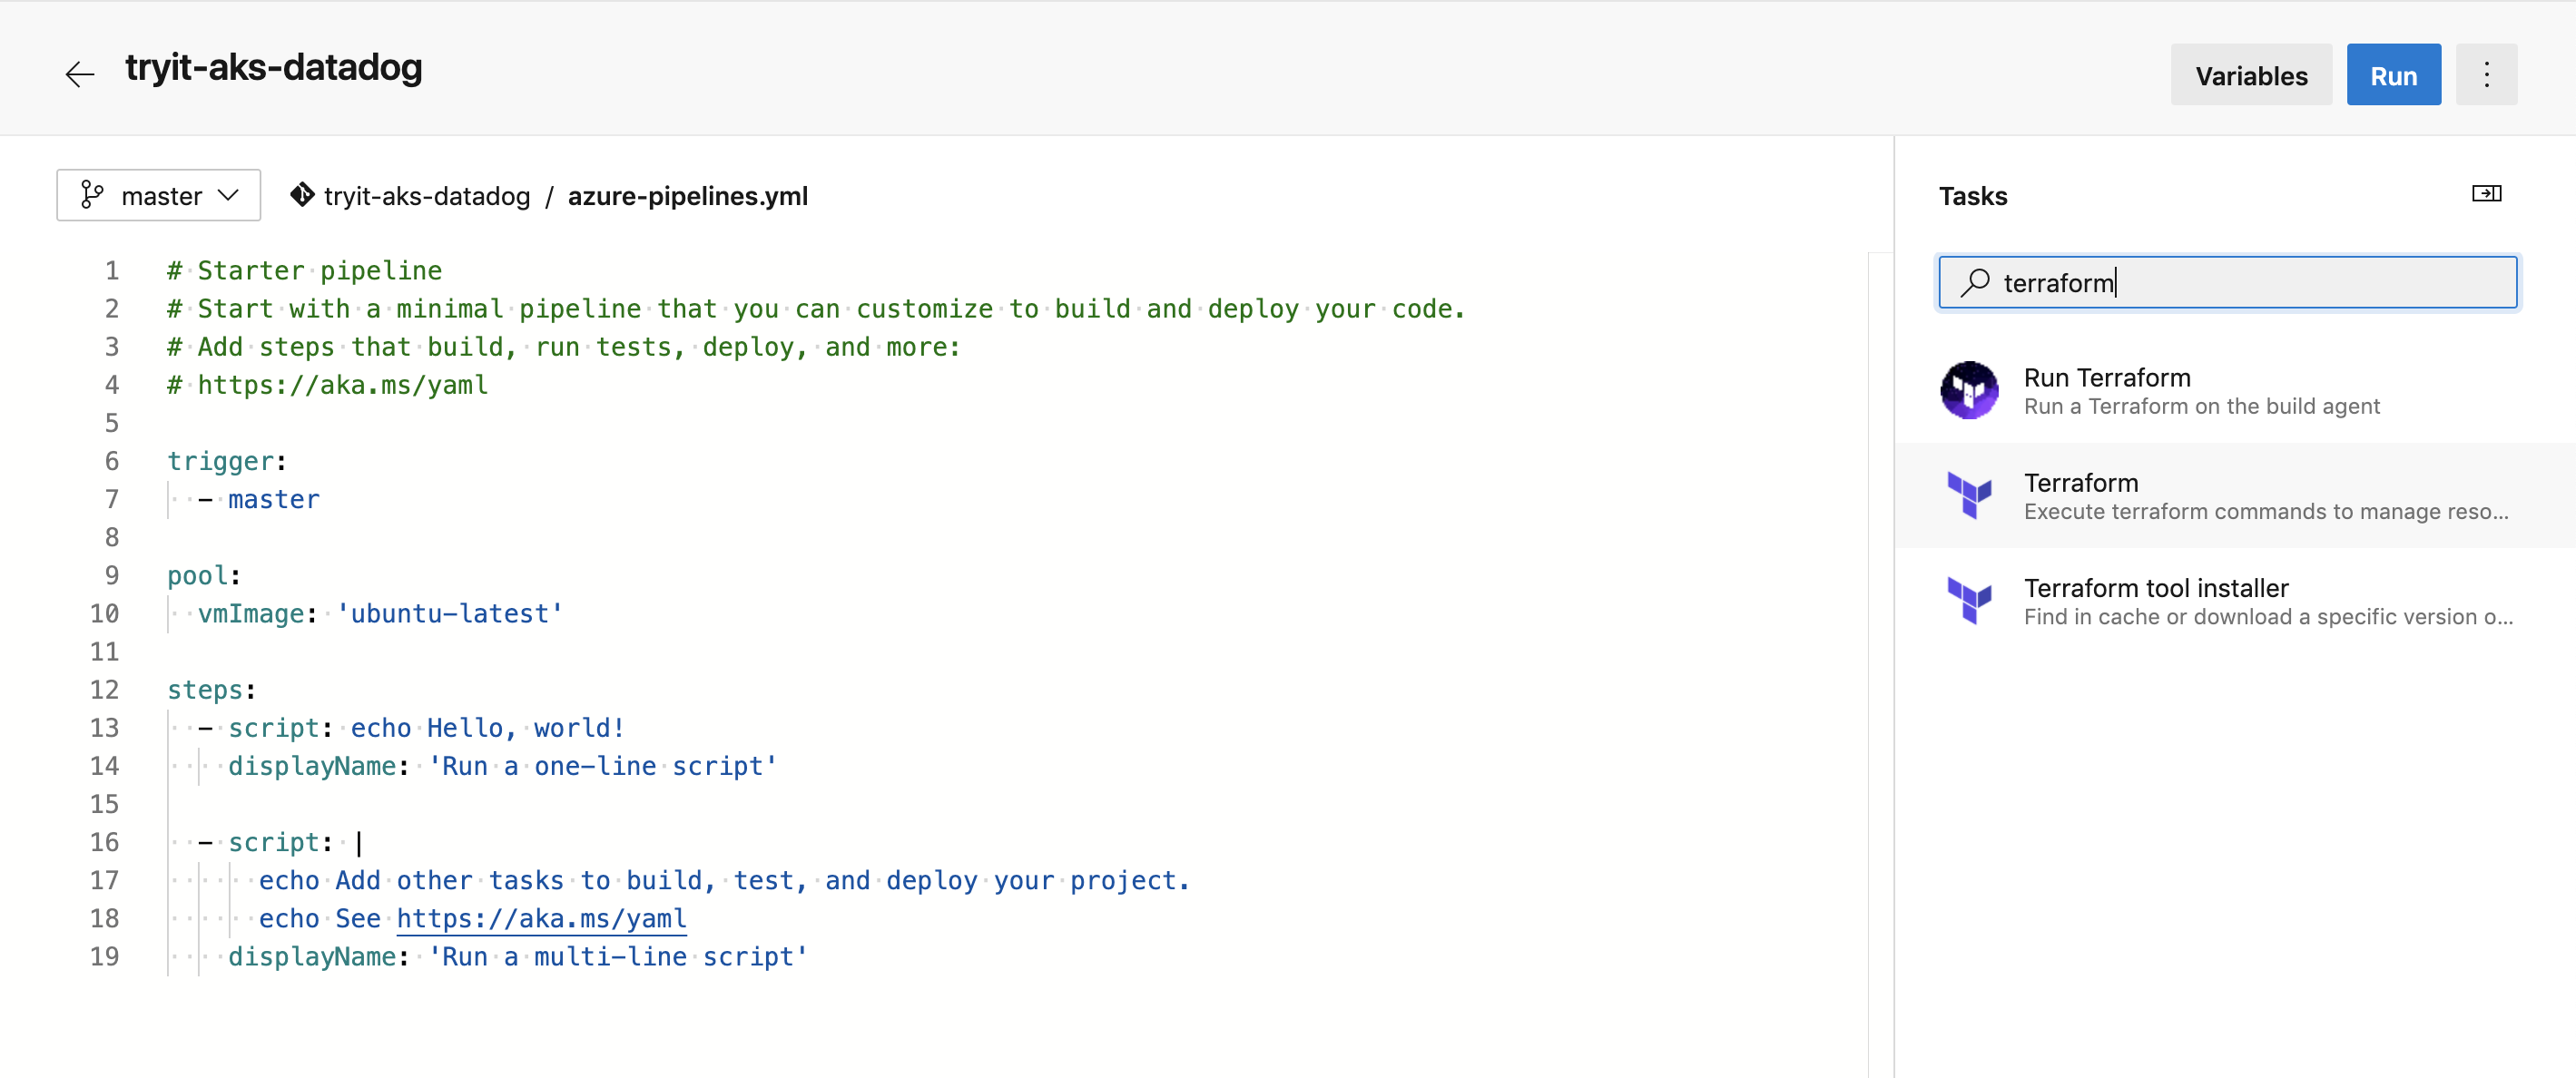 tryit-aks-datadog
Variables
Run
master
tryit-aks-datadog / azure-pipelines.yml
1 # Starter pipeline
2 # Start with a minimal pipeline that you can customize to build and deploy your code.
3 # Add steps that build, run tests, deploy, and more:
4 # https://aka.ms/yaml
5
6 trigger:
7 - master
8
9 pool:
10 vmImage: 'ubuntu-latest'
11
12 steps:
13 - script: echo Hello, world!
14 displayName: 'Run a one-line script'
15
16 - script: |
17 echo Add other tasks to build, test, and deploy your project.
18 echo See https://aka.ms/yaml
19 displayName: 'Run a multi-line script'
Tasks
terraform
Run Terraform
Run a Terraform on the build agent
Terraform
Execute terraform commands to manage reso...
Terraform tool installer
Find in cache or download a specific version o...